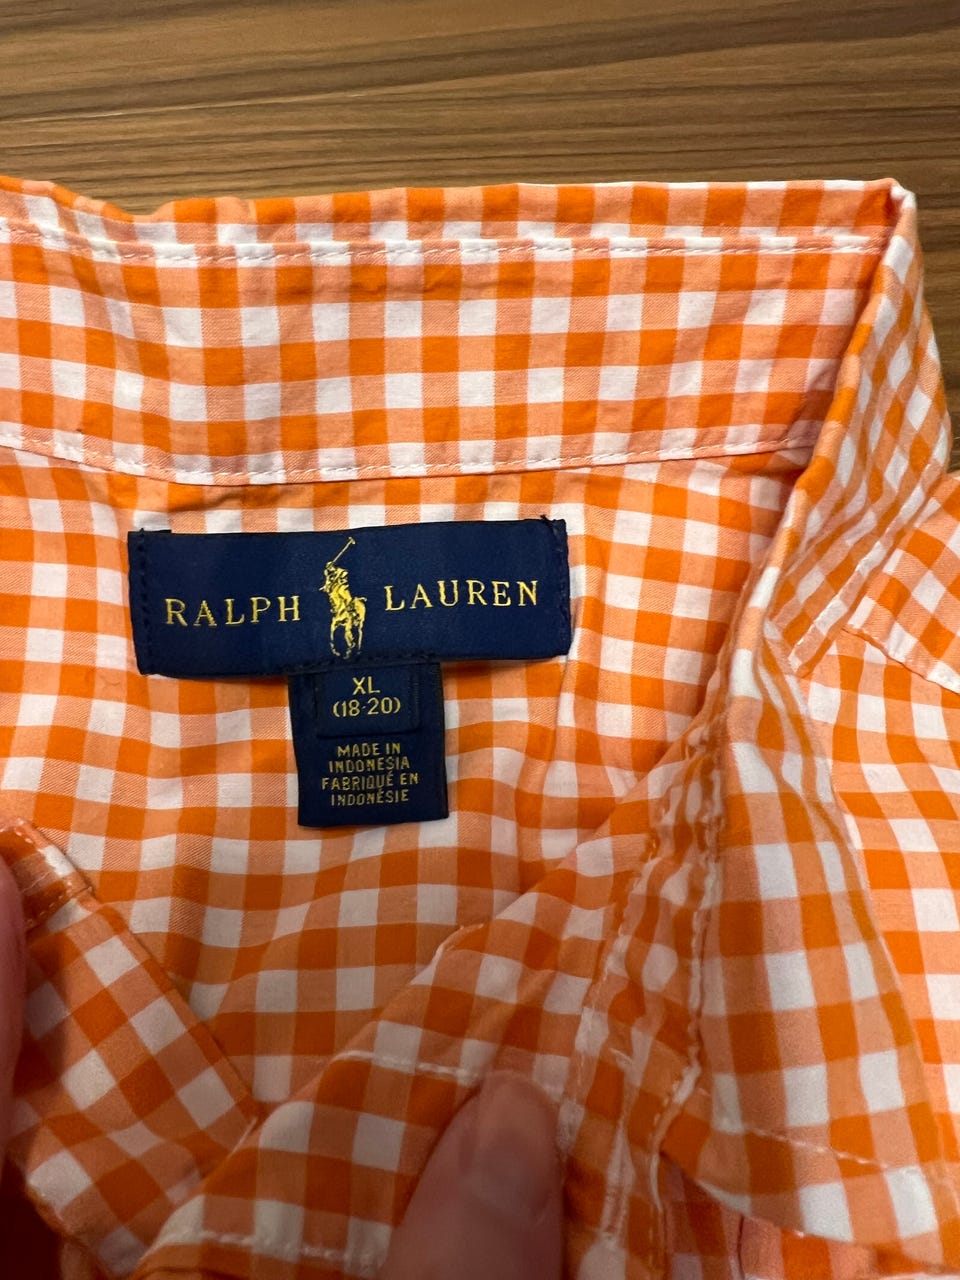 RALPH LAUREN
XL
(18-20)
MADE IN
INDONESIA
FABRIQUÉ EN
INDONÉSIE